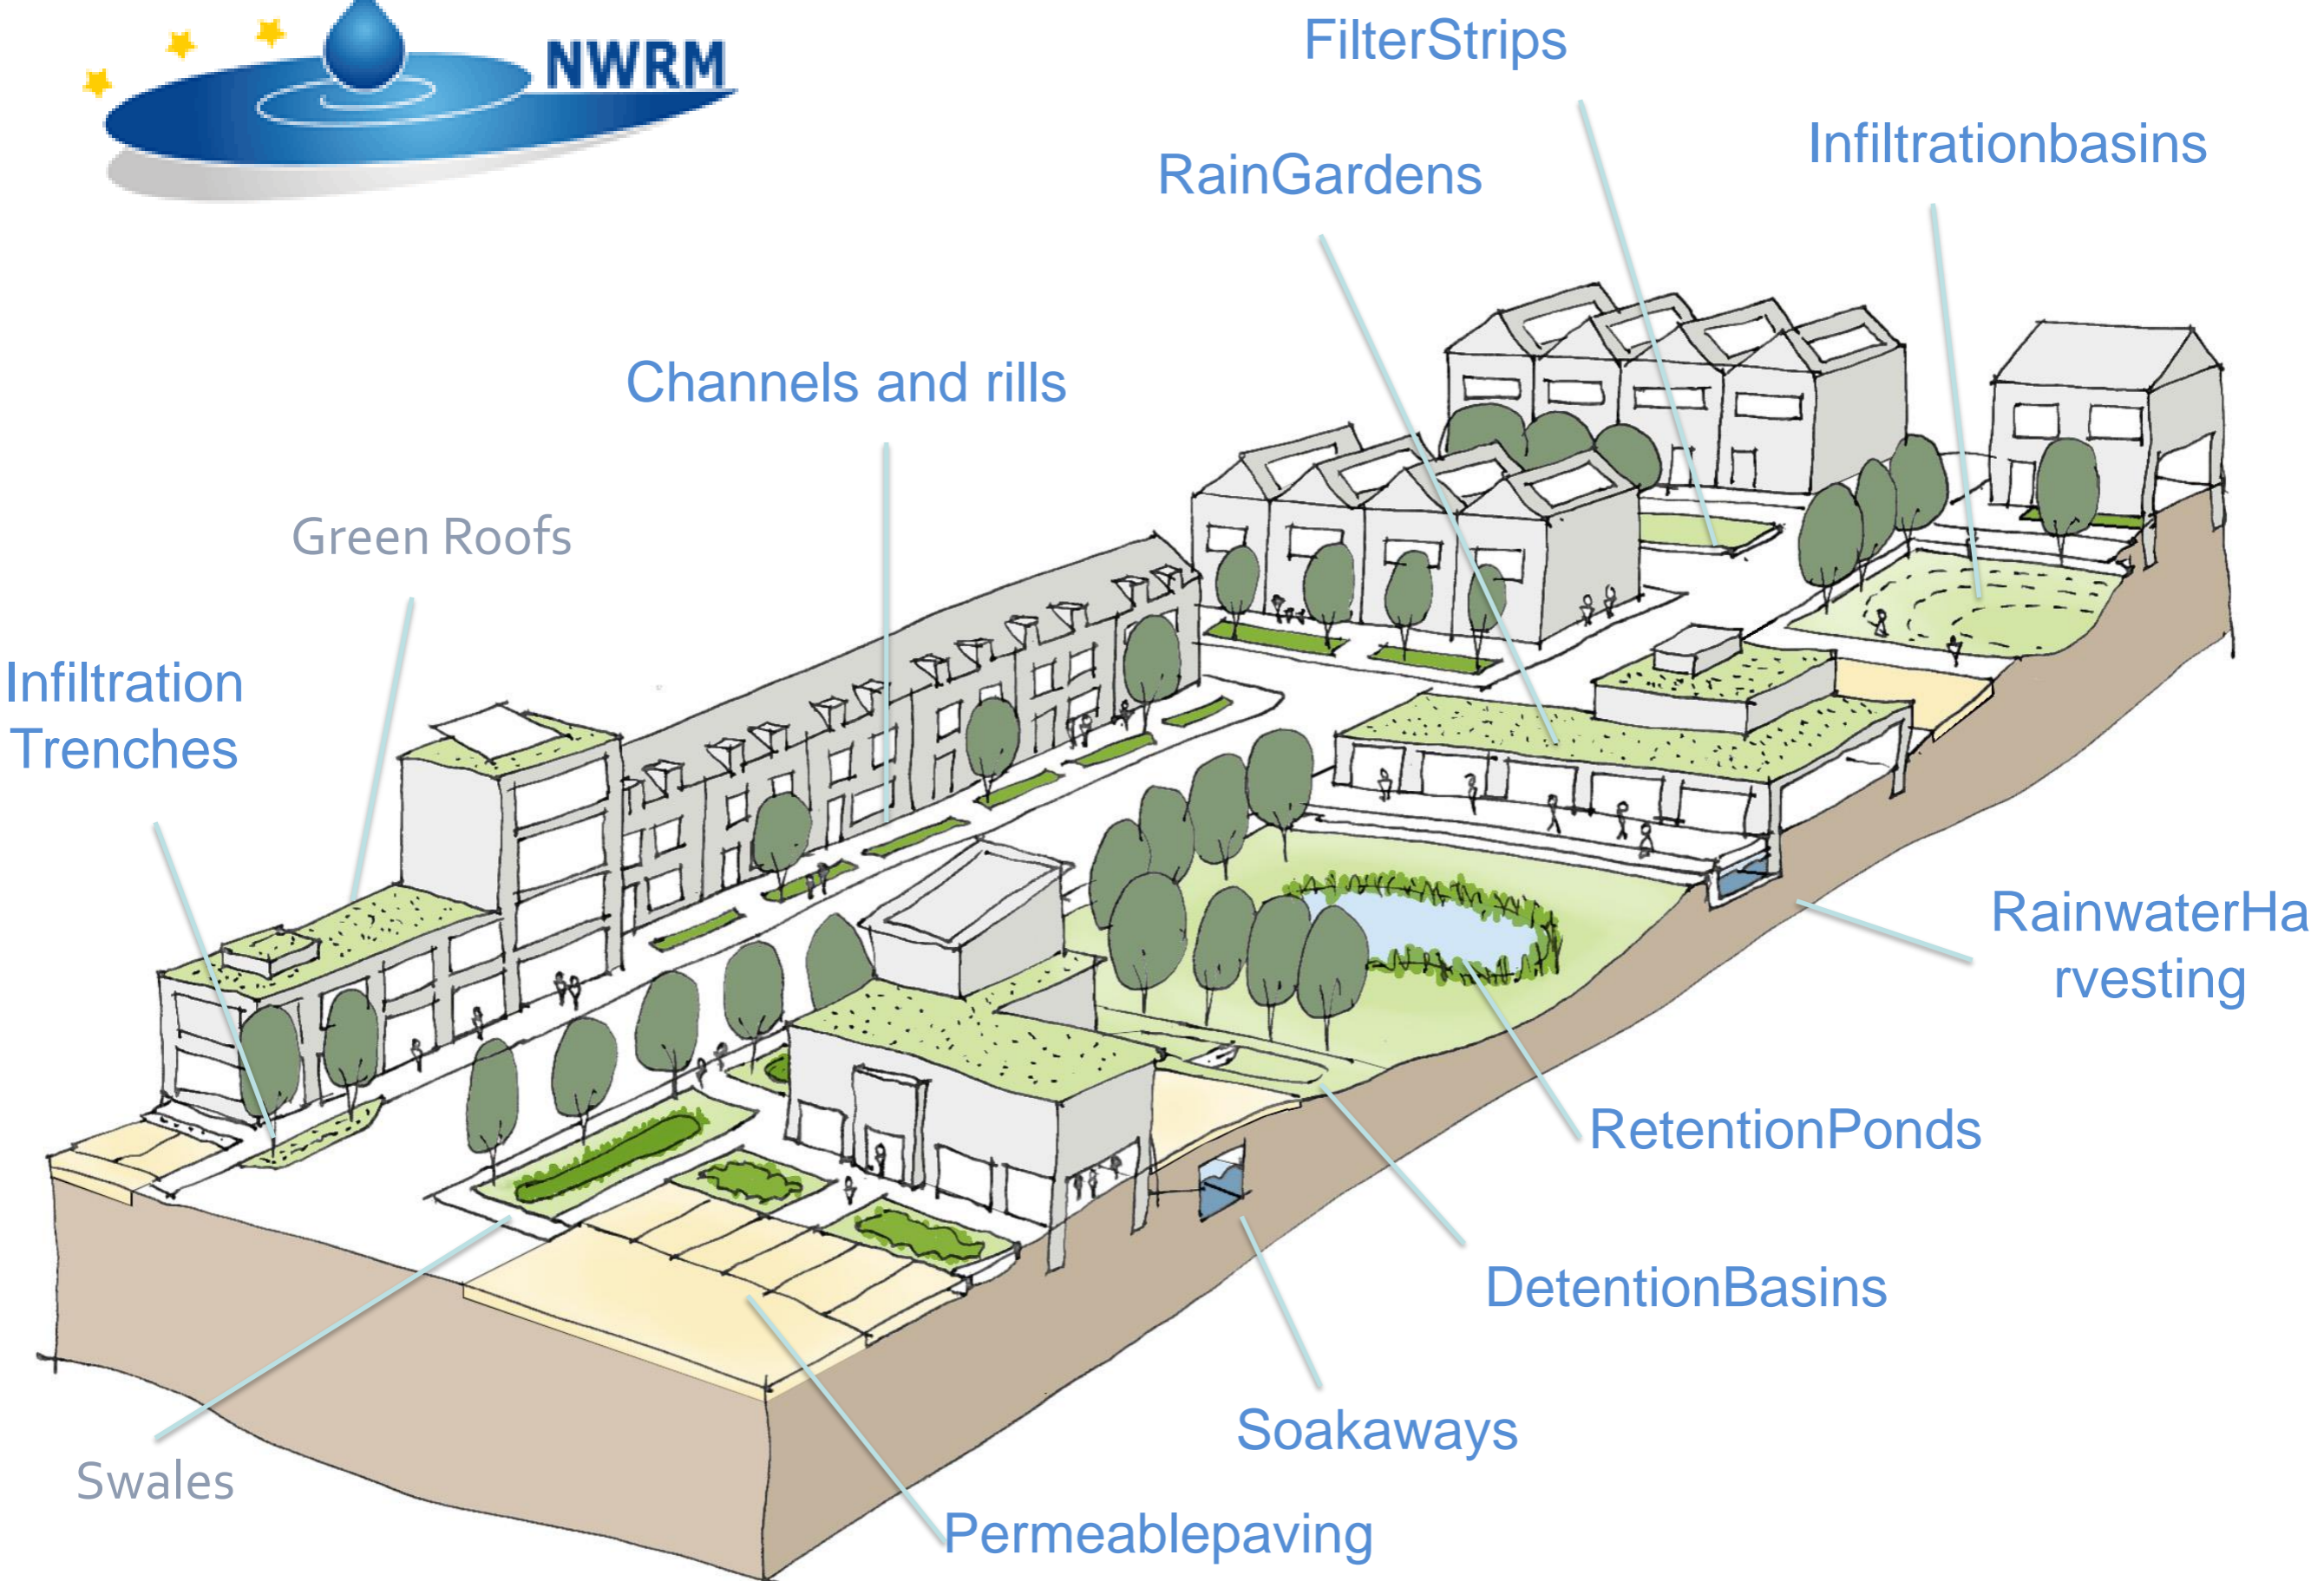 NWRM
FilterStrips
Infiltrationbasins
RainGardens
Channels and rills
Green Roofs
Infiltration
Trenches
RainwaterHa
rvesting
RetentionPonds
DetentionBasins
Soakaways
Swales
Permeablepaving